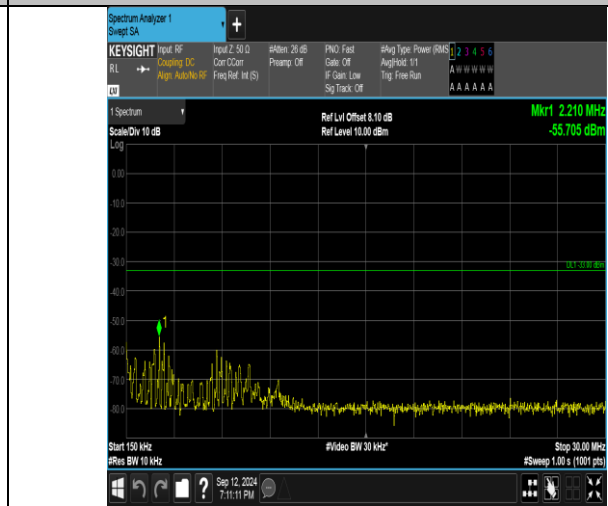 Spectrum Analyzer 1
Swept SA
+
KEYSIGHT
RL
Input: RF
Coupling: DC
Align: Auto/No RF
Input Z: 50 Ω
Corr CCorr
Freq Ref: Int (S)
#Atten: 26 dB
Preamp: Off
PNO: Fast
Gate: Off
IF Gain: Low
Sig Track: Off
#Avg Type: Power (RMS
Avg|Hold: 1/1
Trig: Free Run
1 2 3 4 5 6
A W W W W W
A A A A A A
1 Spectrum
Scale/Div 10 dB
Log
Ref Lvl Offset 8.10 dB
Ref Level 10.00 dBm
Mkr1 2.210 MHz
-55.705 dBm
0.00
-10.0
-20.0
-30.0
DL1 -33.00 dBm
-40.0
-50.0
1
-60.0
-70.0
-80.0
Start 150 kHz
#Res BW 10 kHz
#Video BW 30 kHz*
Stop 30.00 MHz
#Sweep 1.00 s (1001 pts)
?
Sep 12, 2024
7:11:11 PM